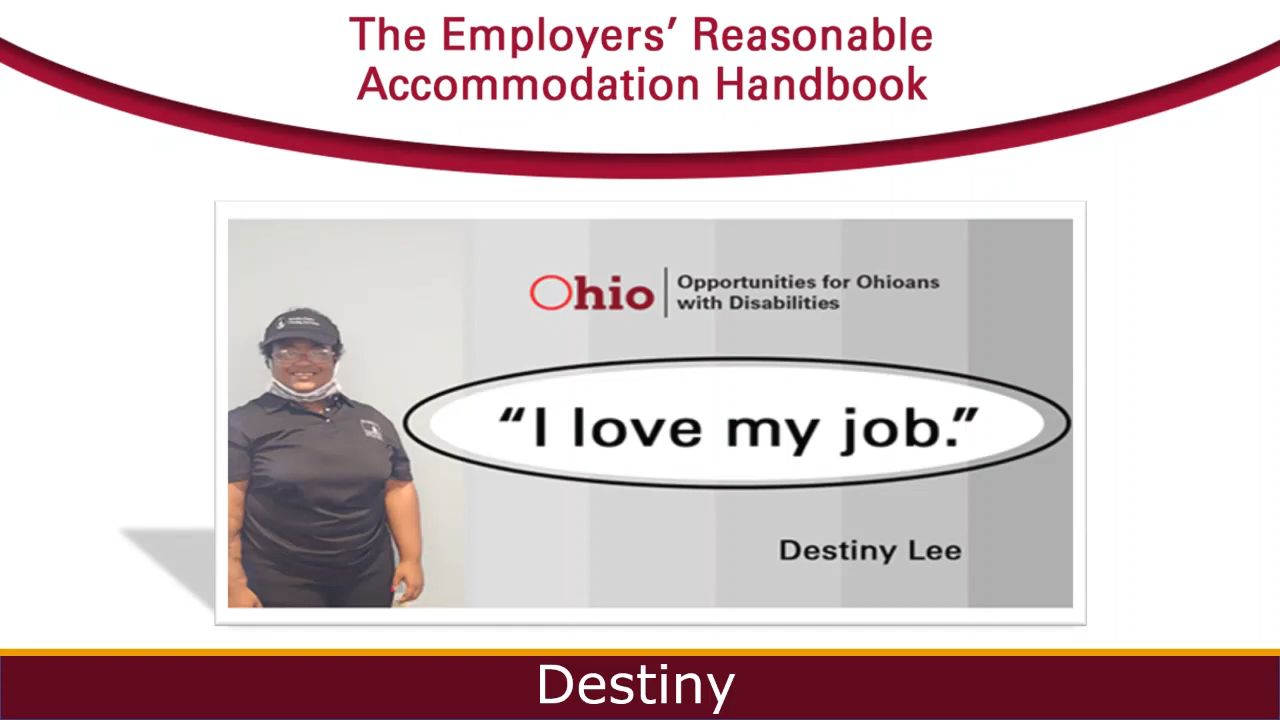 The Employers’ Reasonable
Accommodation Handbook
Ohio
Opportunities for Ohioans
with Disabilities
“I love my job.”
Destiny Lee
Destiny